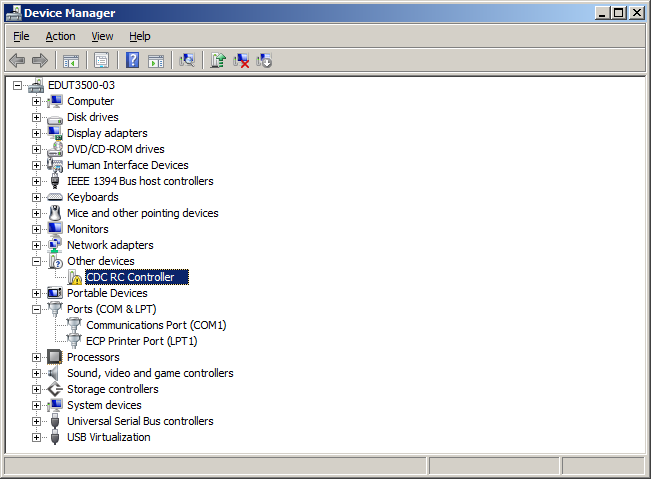 Device Manager
File Action View Help
EDUT3500-03
Computer
Disk drives
Display adapters
DVD/CD-ROM drives
Human Interface Devices
IEEE 1394 Bus host controllers
Keyboards
Mice and other pointing devices
Monitors
Network adapters
Other devices
CDC RC Controller
Portable Devices
Ports (COM & LPT)
Communications Port (COM1)
ECP Printer Port (LPT1)
Processors
Sound, video and game controllers
Storage controllers
System devices
Universal Serial Bus controllers
USB Virtualization